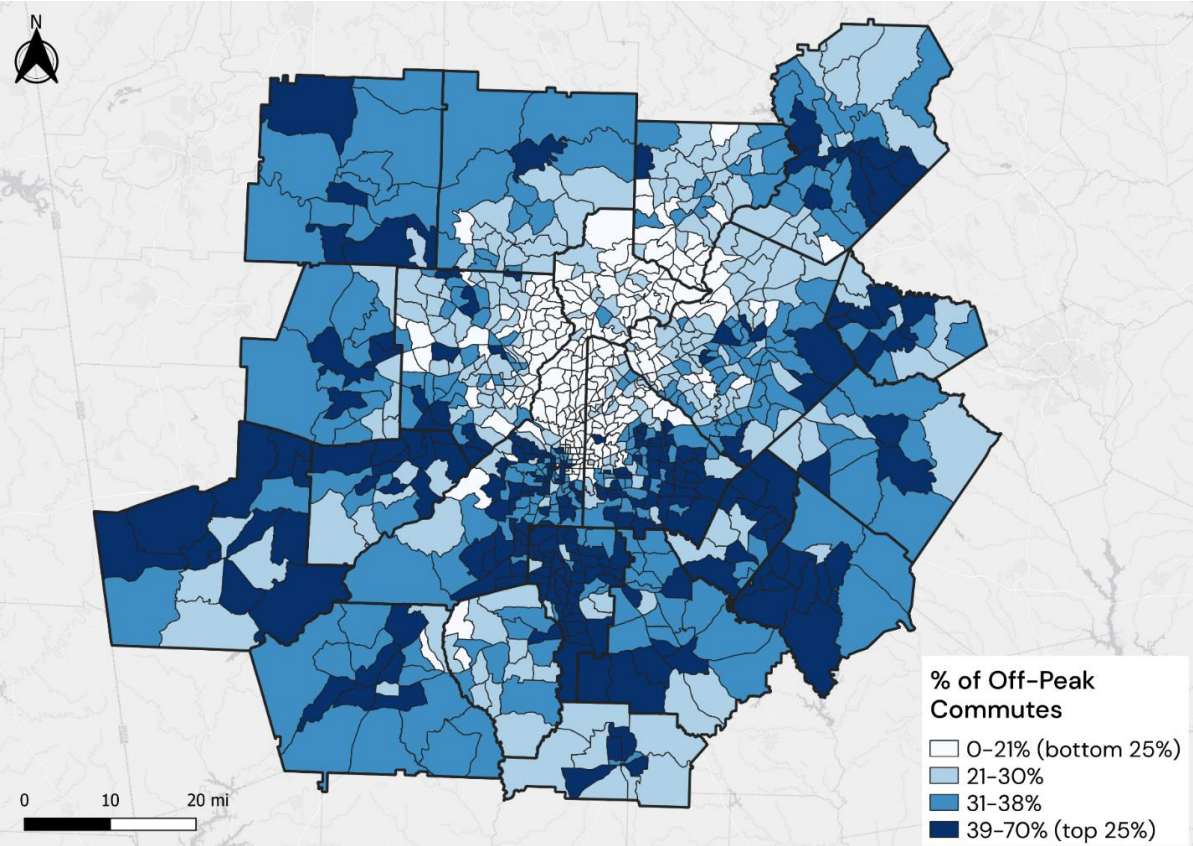 N
% of Off-Peak
Commutes
0-21% (bottom 25%)
21-30%
31-38%
39-70% (top 25%)
0 10 20 mi